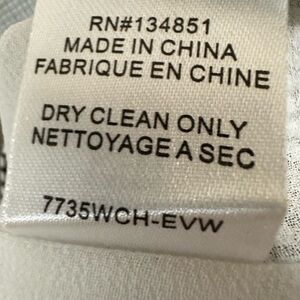 RN#134851
MADE IN CHINA
FABRIQUE EN CHINE
DRY CLEAN ONLY
NETTOYAGE A SEC
7735WCH-EVW